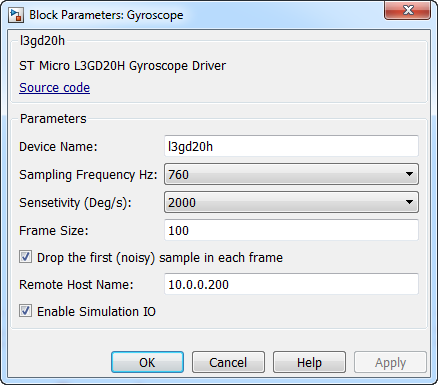 Block Parameters: Gyroscope
l3gd20h
ST Micro L3GD20H Gyroscope Driver
Source code
Parameters
Device Name: l3gd20h
Sampling Frequency Hz: 760
Sensetivity (Deg/s): 2000
Frame Size: 100
Drop the first (noisy) sample in each frame
Remote Host Name: 10.0.0.200
Enable Simulation IO
OK Cancel Help Apply